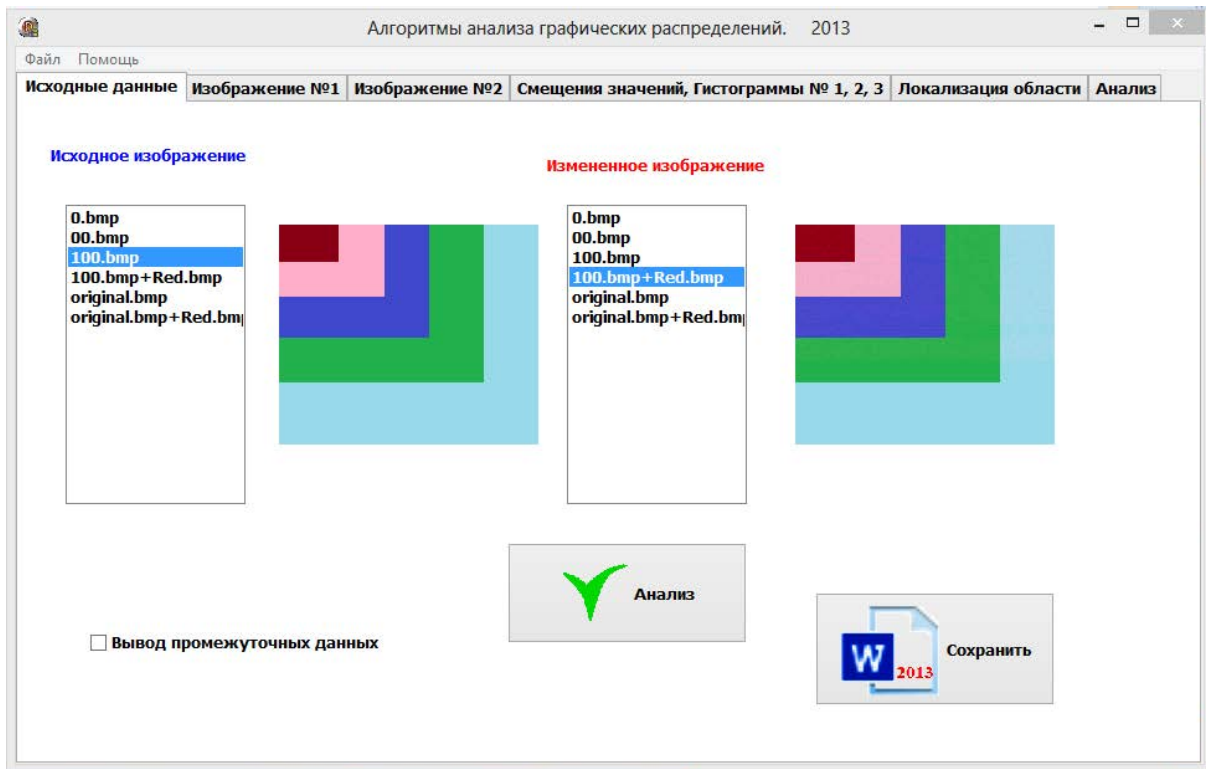 Алгоритмы анализа графических распределений. 2013
Файл Помощь
Исходные данные Изображение №1 Изображение №2 Смещения значений, Гистограммы № 1, 2, 3 Локализация области Анализ
Исходное изображение
Измененное изображение
0.bmp
00.bmp
100.bmp
100.bmp+Red.bmp
original.bmp
original.bmp+Red.bmp
0.bmp
00.bmp
100.bmp
100.bmp+Red.bmp
original.bmp
original.bmp+Red.bmp
Анализ
Вывод промежуточных данных
W 2013 Сохранить